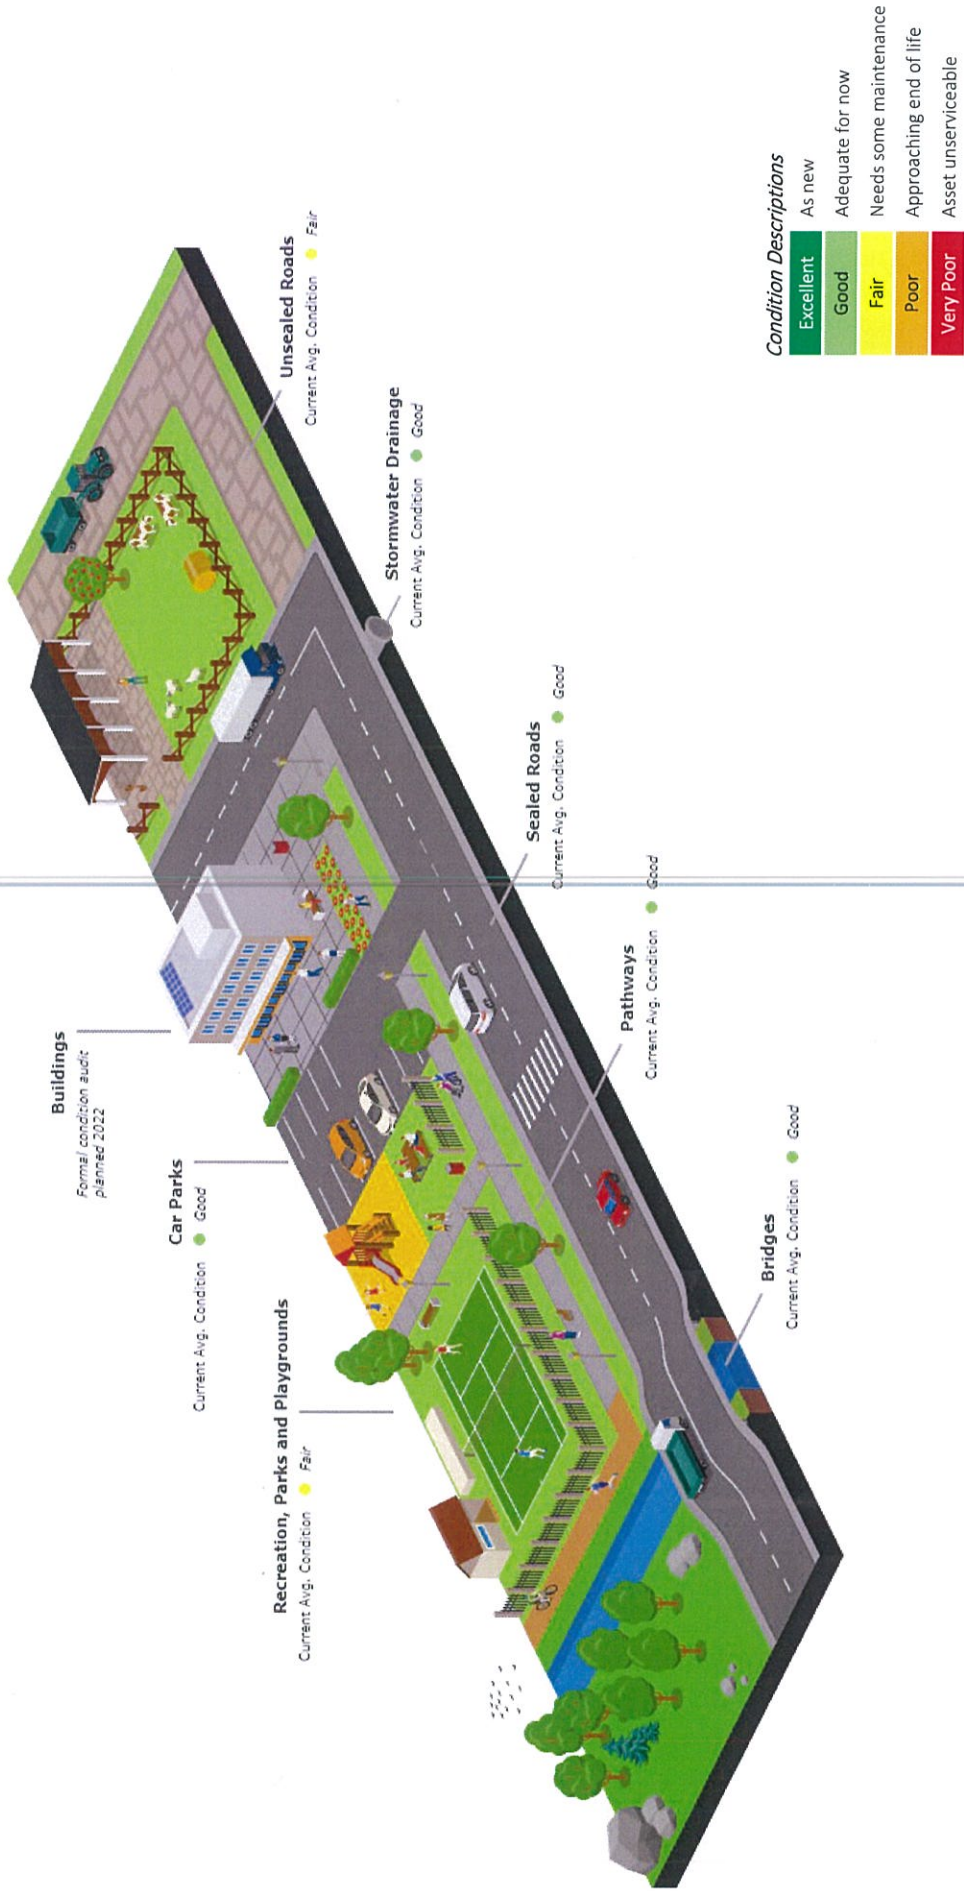 Buildings
Formal condition audit
planned 2022
Car Parks
Current Avg. Condition Good
Recreation, Parks and Playgrounds
Current Avg. Condition Fair
Unsealed Roads
Current Avg. Condition Fair
Stormwater Drainage
Current Avg. Condition Good
Sealed Roads
Current Avg. Condition Good
Pathways
Current Avg. Condition Good
Bridges
Current Avg. Condition Good
Condition Descriptions
Excellent As new
Good Adequate for now
Fair Needs some maintenance
Poor Approaching end of life
Very Poor Asset unserviceable